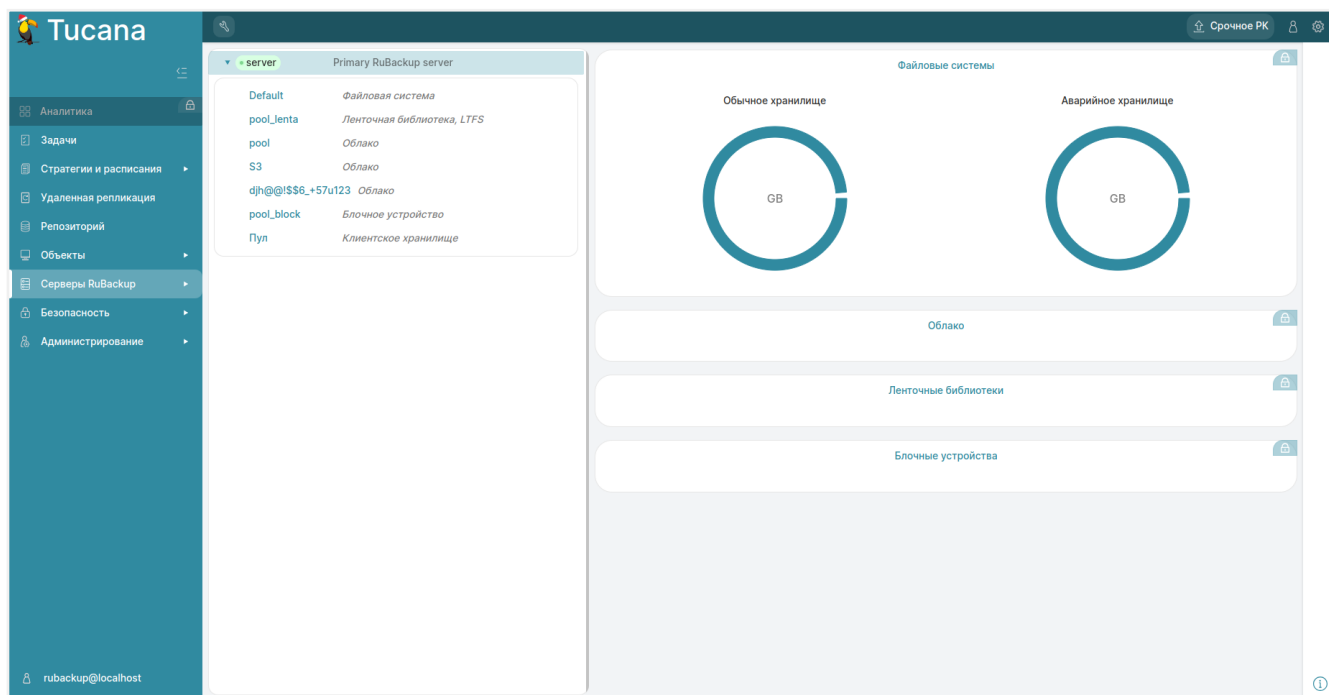 Tucana
Срочное РК
Аналитика
Задачи
Стратегии и расписания
Удаленная репликация
Репозиторий
Объекты
Серверы RuBackup
Безопасность
Администрирование
rubackup@localhost
server Primary RuBackup server
Default Файловая система
pool_lenta Ленточная библиотека, LTFS
pool Облако
S3 Облако
djh@@!$$6_+57u123 Облако
pool_block Блочное устройство
Пул Клиентское хранилище
Файловые системы
Обычное хранилище Аварийное хранилище
GB GB
Облако
Ленточные библиотеки
Блочные устройства